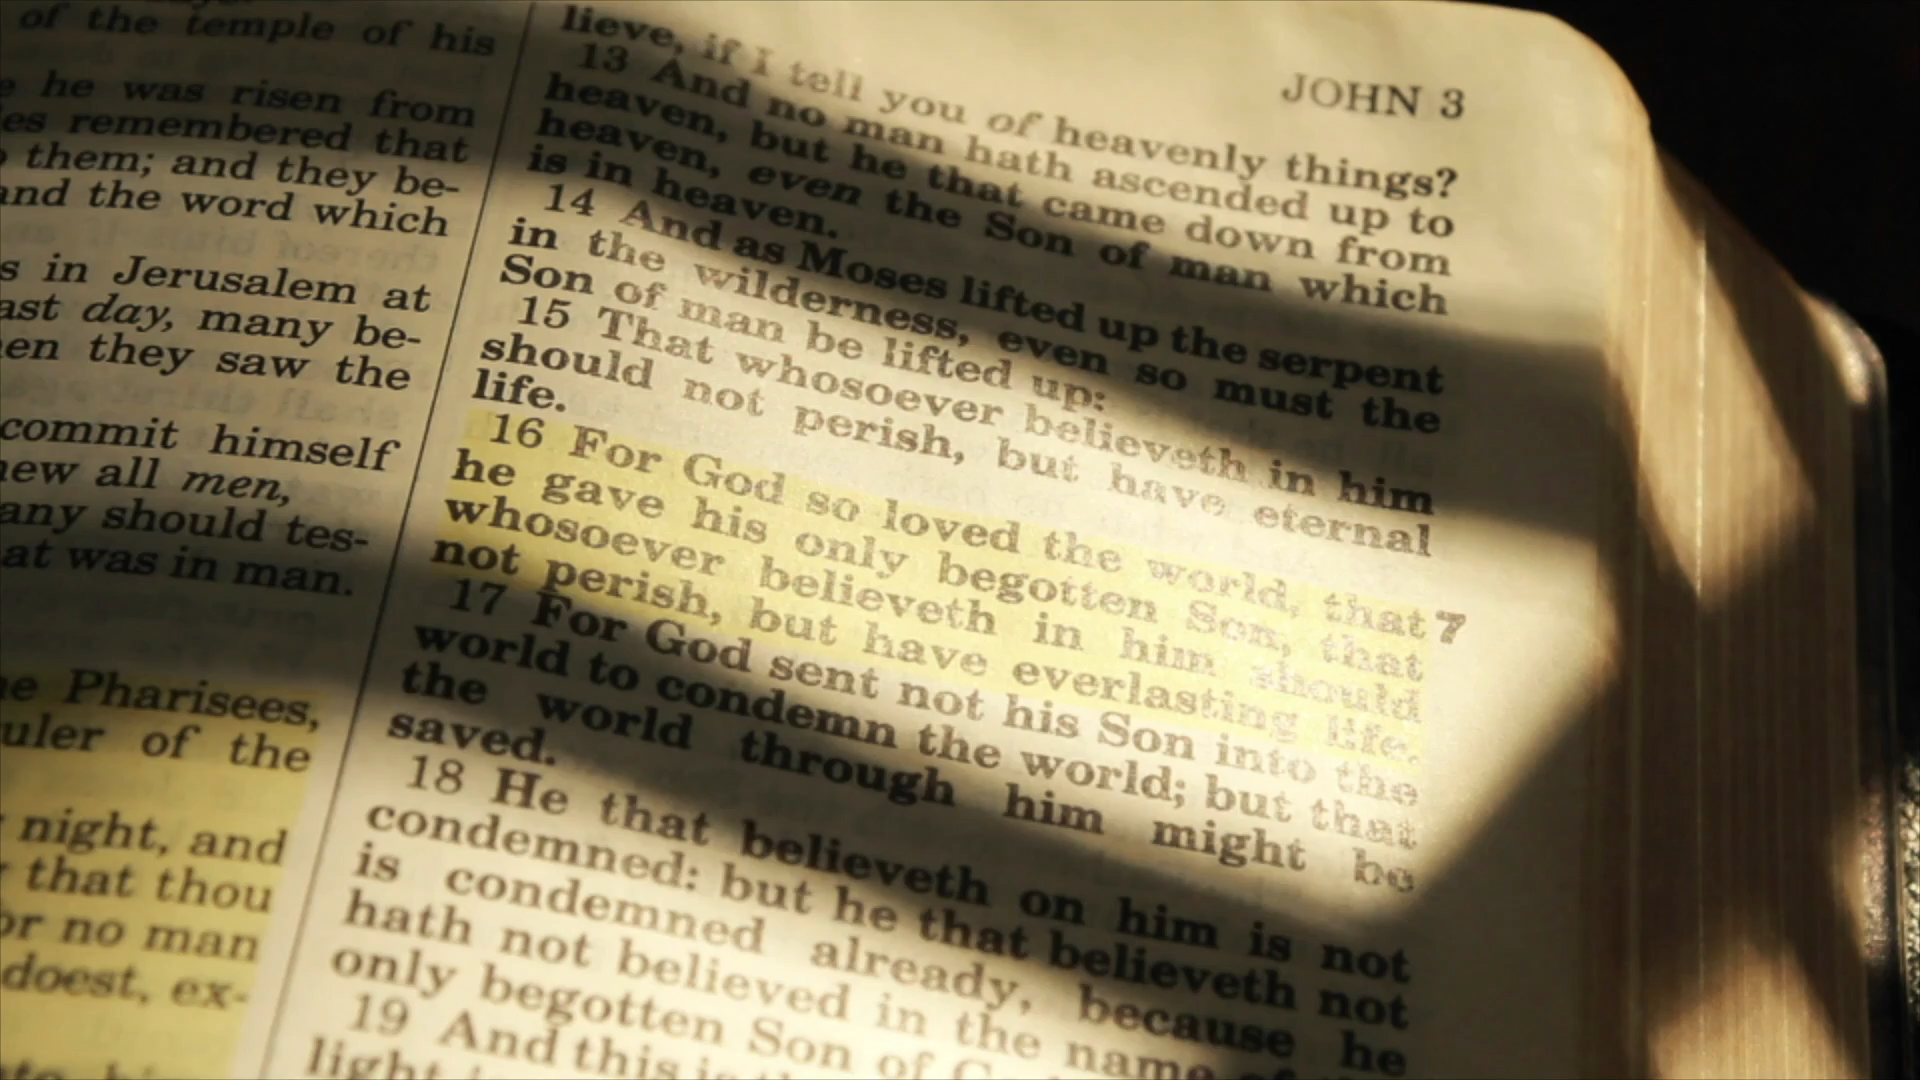 of the temple of his
he was risen from
remembered that
them; and they be-
and the word which
in Jerusalem at
day, many be-
they saw the
commit himself
all men,
any should tes-
at was in man.
Pharisees,
of the
night, and
that thou
no man
doest, ex-
JOHN 3
lieve, if I tell you of heavenly things?
13 And no man hath ascended up to
heaven, but he that came down from
heaven, even the Son of man which
is in heaven.
14 And as Moses lifted up the serpent
in the wilderness, even so must the
Son of man be lifted up:
15 That whosoever believeth in him
should not perish, but have eternal
life.
16 For God so loved the world, that 7
he gave his only begotten Son, that
whosoever believeth in him should
not perish, but have everlasting life.
17 For God sent not his Son into the
world to condemn the world; but that
the world through him might be
saved.
18 He that believeth on him is not
condemned: but he that believeth not
is condemned already, because he
hath not believed in the name of
only begotten Son of
19 And this is
light